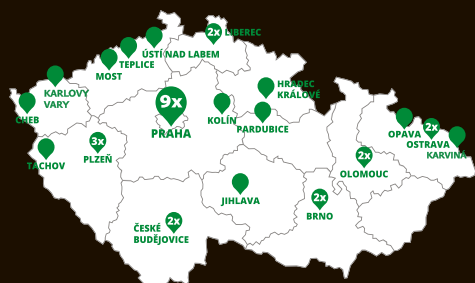 2x LIBEREC
ÚSTÍ NAD LABEM
TEPLICE
MOST
KARLOVY
VARY
CHEB
9x
PRAHA
KOLÍN
HRADEC
KRÁLOVÉ
PARDUBICE
TACHOV
3x
PLZEŇ
OPAVA
2x
OSTRAVA
KARVINÁ
2x
OLOMOUC
JIHLAVA
2x
BRNO
2x
ČESKÉ
BUDĚJOVICE